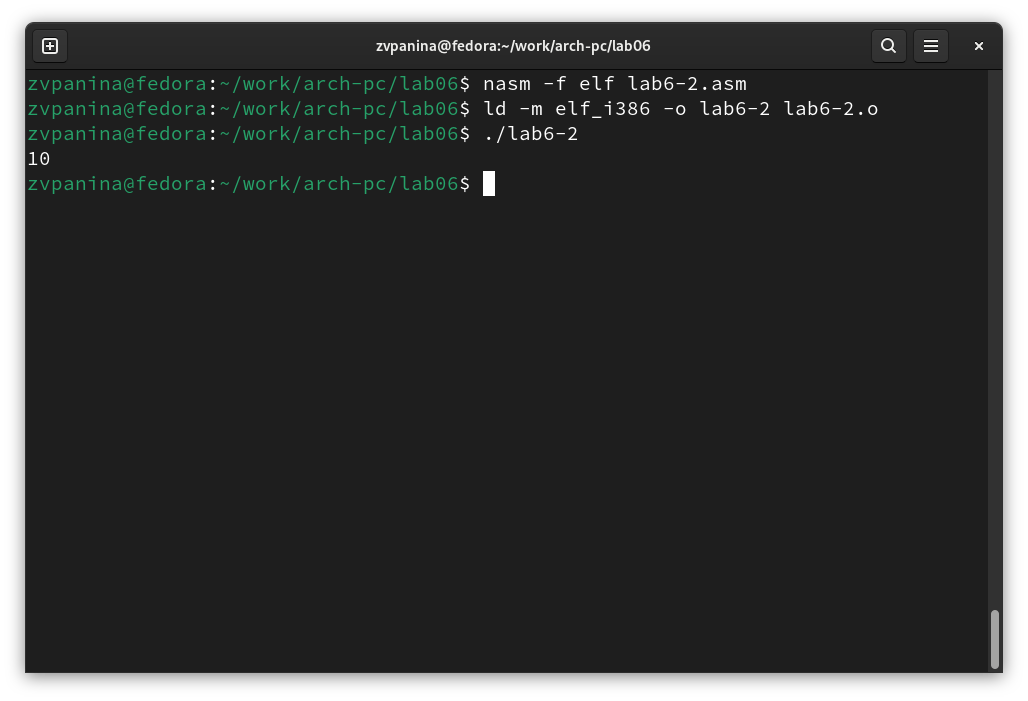 zvpanina@fedora:~/work/arch-pc/lab06
zvpanina@fedora:~/work/arch-pc/lab06$ nasm -f elf lab6-2.asm
zvpanina@fedora:~/work/arch-pc/lab06$ ld -m elf_i386 -o lab6-2 lab6-2.o
zvpanina@fedora:~/work/arch-pc/lab06$ ./lab6-2
10
zvpanina@fedora:~/work/arch-pc/lab06$